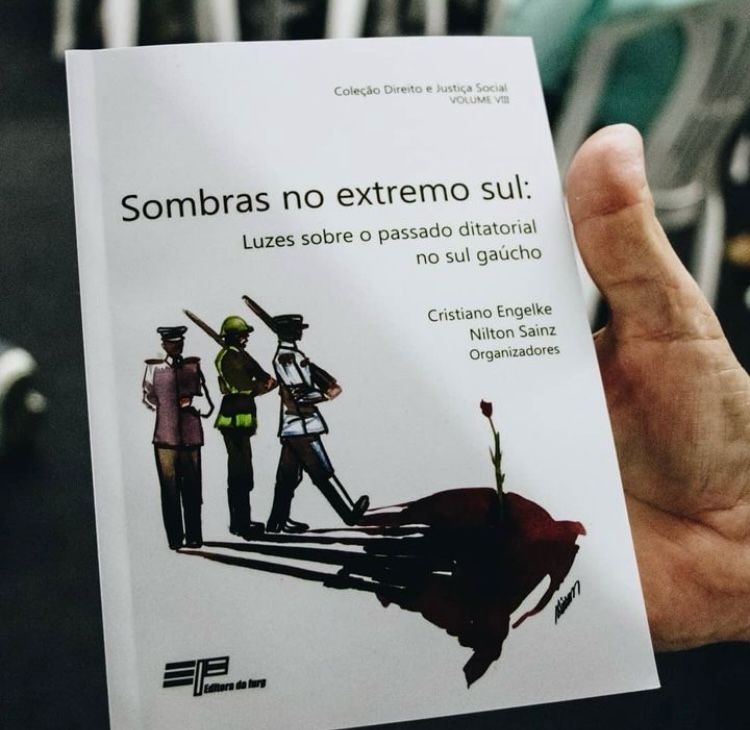 Coleção Direito e Justiça Social
VOLUME VIII
Sombras no extremo sul:
Luzes sobre o passado ditatorial
no sul gaúcho
Cristiano Engelke
Nilton Sainz
Organizadores
Editora da furg